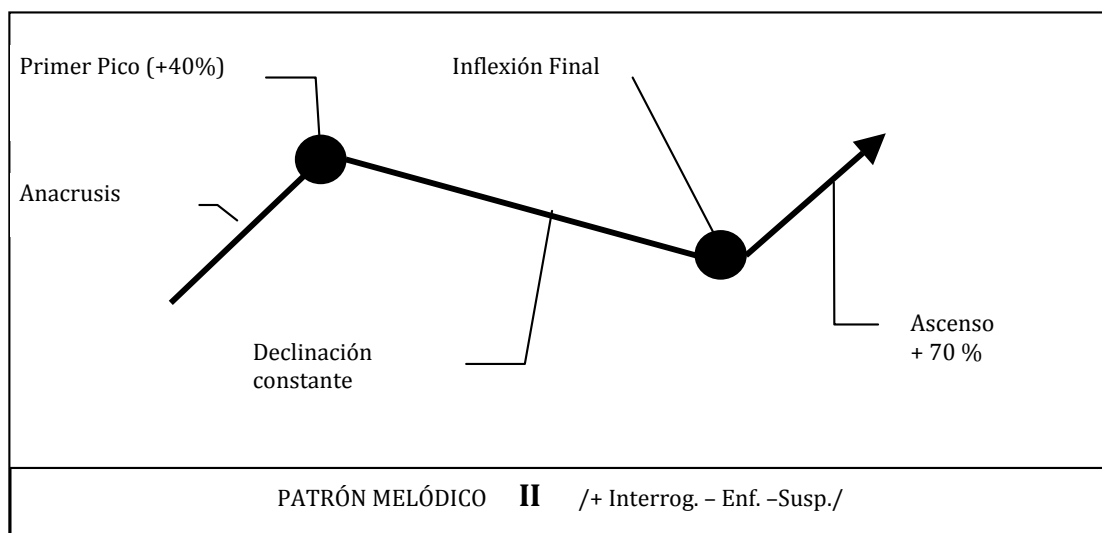 Primer Pico (+40%)
Inflexión Final
Anacrusis
Ascenso
+ 70 %
Declinación
constante
PATRÓN MELÓDICO II /+ Interrog. – Enf. –Susp./